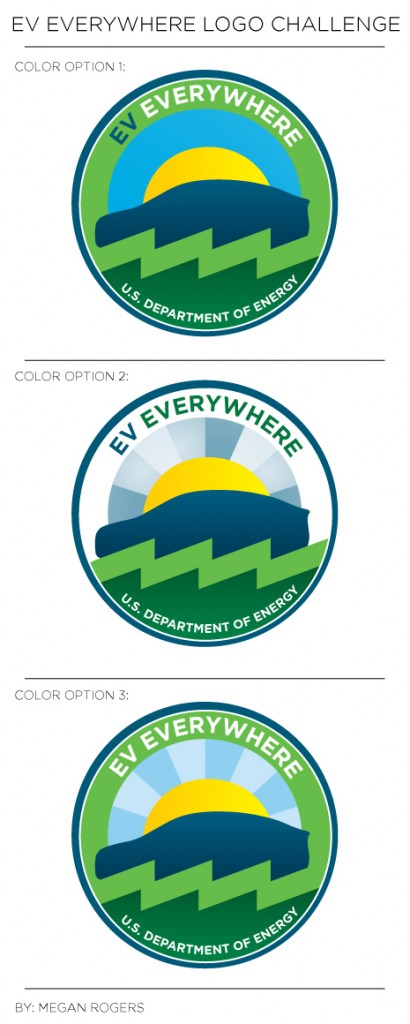 EV EVERYWHERE LOGO CHALLENGE
COLOR OPTION 1:
EV EVERYWHERE
U.S. DEPARTMENT OF ENERGY
COLOR OPTION 2:
EV EVERYWHERE
U.S. DEPARTMENT OF ENERGY
COLOR OPTION 3:
EV EVERYWHERE
U.S. DEPARTMENT OF ENERGY
BY: MEGAN ROGERS